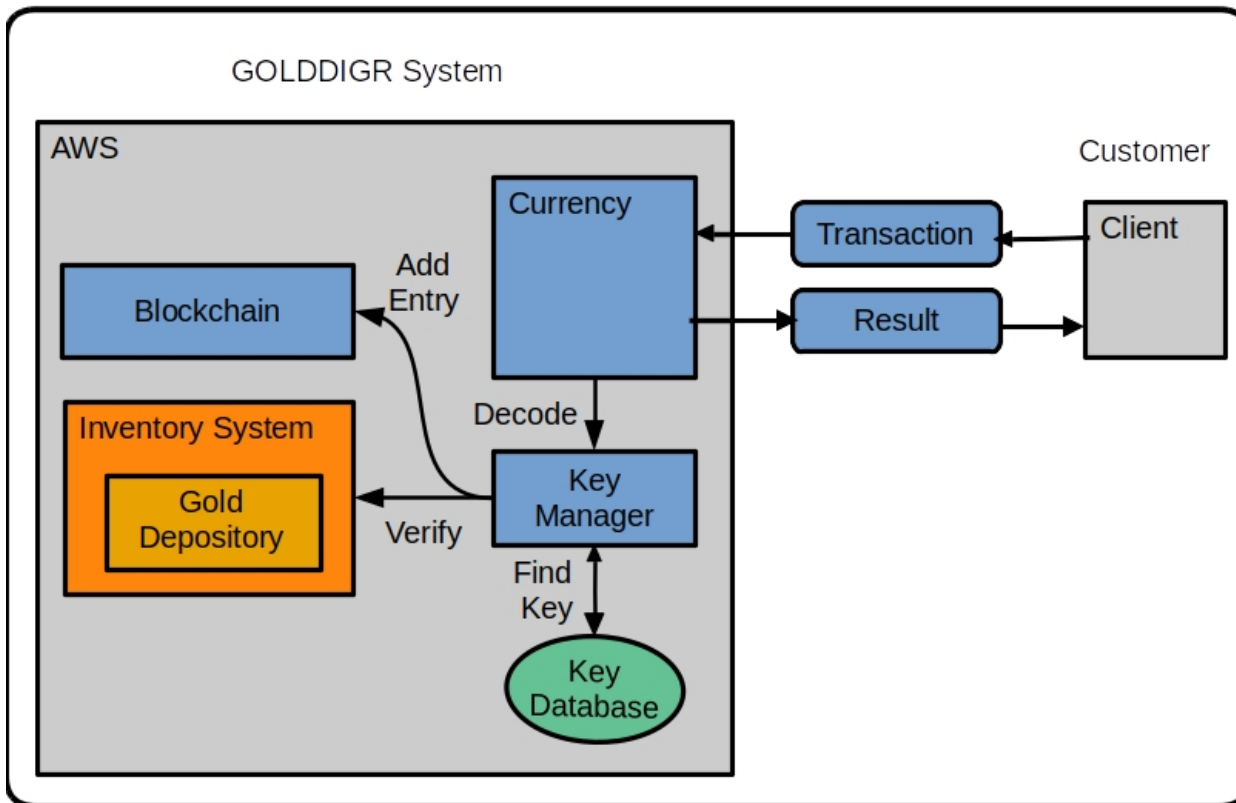 GOLDDIGR System
AWS
Customer
Currency
Transaction
Client
Add
Entry
Blockchain
Result
Decode
Inventory System
Gold
Depository
Verify
Key
Manager
Find
Key
Key
Database